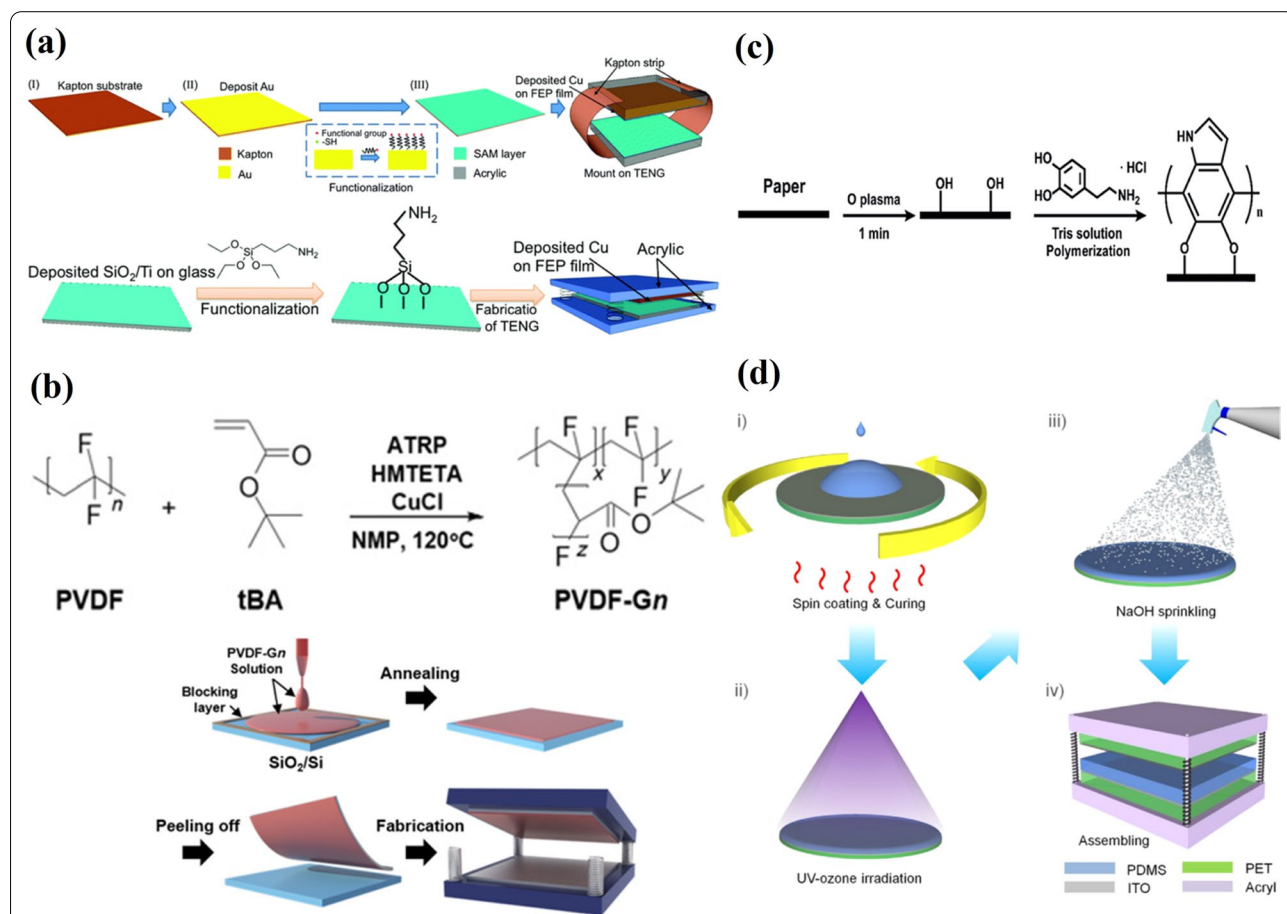 (a)
(I)
Kapton substrate
(II)
Deposit Au
(III)
Deposited Cu
on FEP film
Kapton strip
Functional group
-SH
Functionalization
Kapton
Au
SAM layer
Acrylic
Mount on TENG
Deposited SiO2/Ti on glass
O
Si
O
O
NH2
Functionalization
NH2
Si
O
O
O
Fabricatio
of TENG
Deposited Cu
on FEP film
Acrylic
(b)
F
F
n
+
O
O
ATRP
HMTETA
CuCl
NMP, 120°C
F
x
F
F
y
F
z
O
O
PVDF
tBA
PVDF-Gn
PVDF-Gn
Solution
Blocking
layer
SiO2/Si
Annealing
Peeling off
Fabrication
(c)
Paper
O plasma
1 min
OH
OH
HO
HO
NH2
· HCl
Tris solution
Polymerization
HN
n
O
O
(d)
i)
Spin coating & Curing
ii)
UV-ozone irradiation
iii)
NaOH sprinkling
iv)
Assembling
PDMS
PET
ITO
Acryl